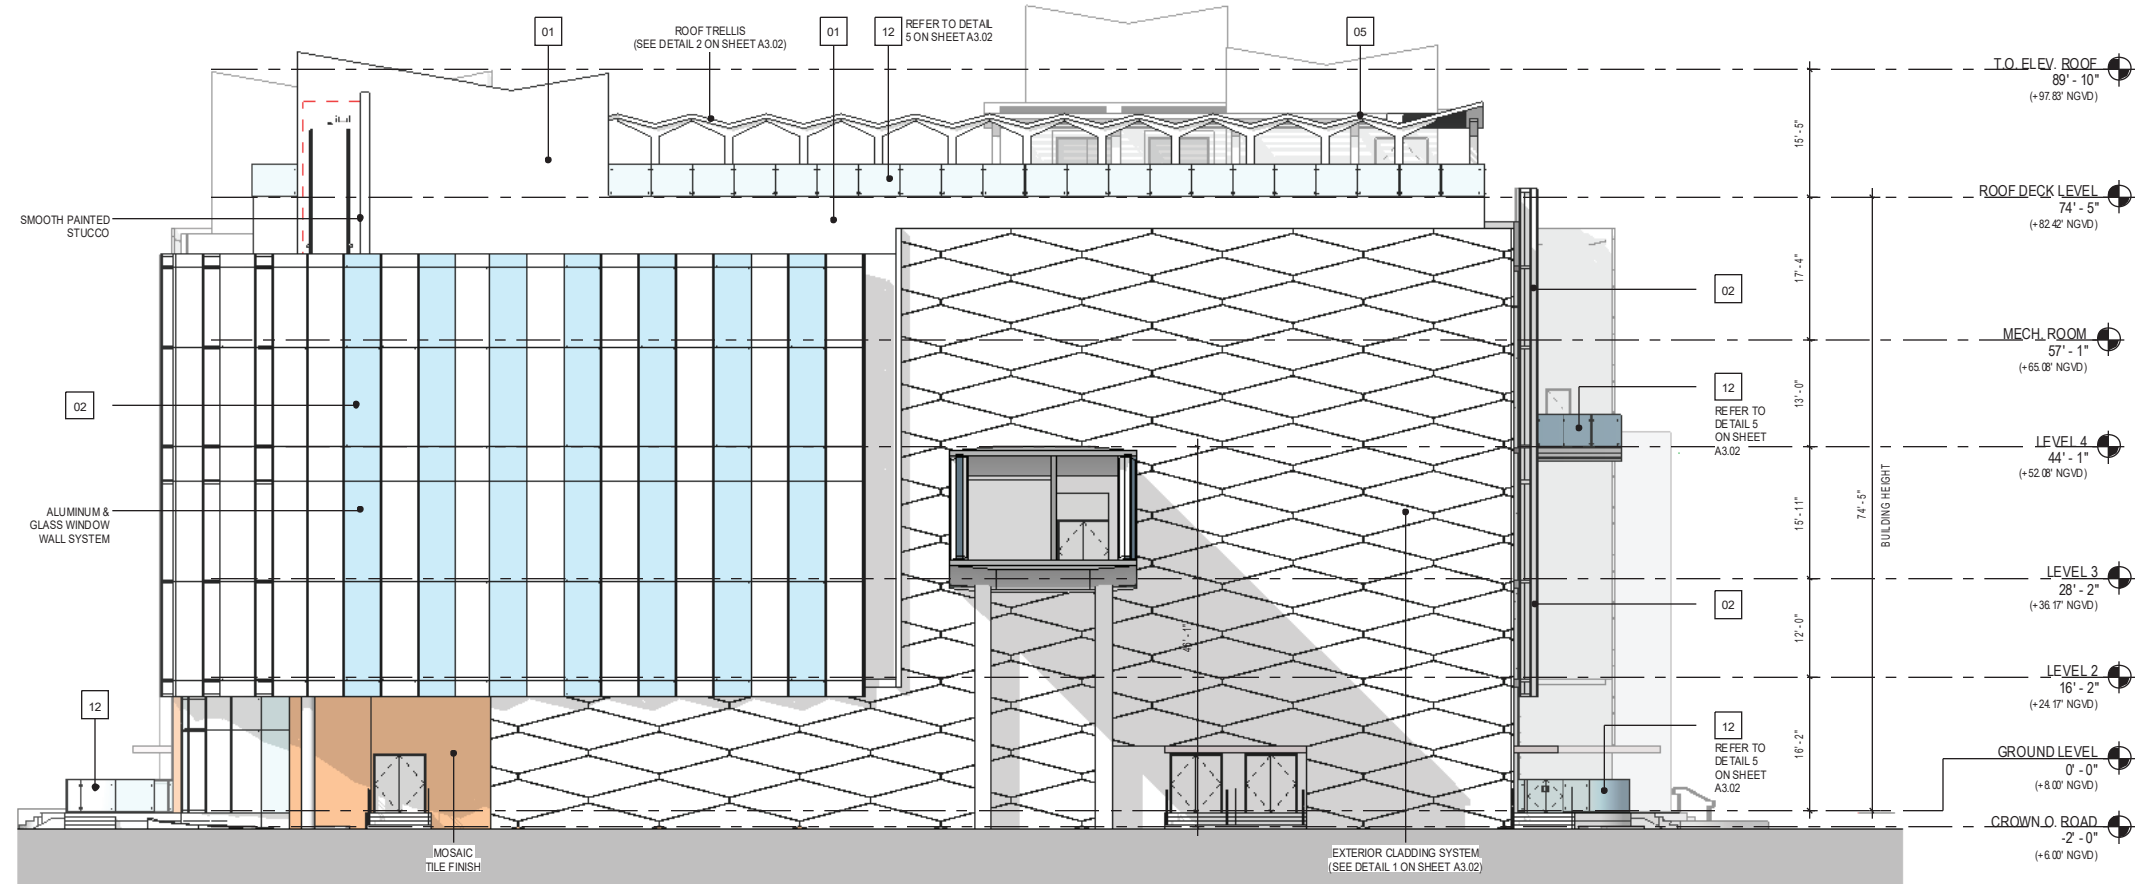 01
ROOF TRELLIS
(SEE DETAIL 2 ON SHEET A3.02)
01
12
REFER TO DETAIL
5 ON SHEET A3.02
05
T.O. ELEV. ROOF
89' - 10"
(+97.83' NGVD)
15' - 5"
ROOF DECK LEVEL
74' - 5"
(+82.42' NGVD)
SMOOTH PAINTED
STUCCO
17' - 4"
02
MECH. ROOM
57' - 1"
(+65.08' NGVD)
02
12
REFER TO
DETAIL 5
ON SHEET
A3.02
13' - 0"
LEVEL 4
44' - 1"
(+52.08' NGVD)
ALUMINUM &
GLASS WINDOW
WALL SYSTEM
15' - 11"
74' - 5"
BUILDING HEIGHT
LEVEL 3
28' - 2"
(+36.17' NGVD)
02
12' - 0"
LEVEL 2
16' - 2"
(+24.17' NGVD)
12
12
REFER TO
DETAIL 5
ON SHEET
A3.02
16' - 2"
GROUND LEVEL
0' - 0"
(+8.00' NGVD)
CROWN O. ROAD
-2' - 0"
(+6.00' NGVD)
MOSAIC
TILE FINISH
EXTERIOR CLADDING SYSTEM
(SEE DETAIL 1 ON SHEET A3.02)